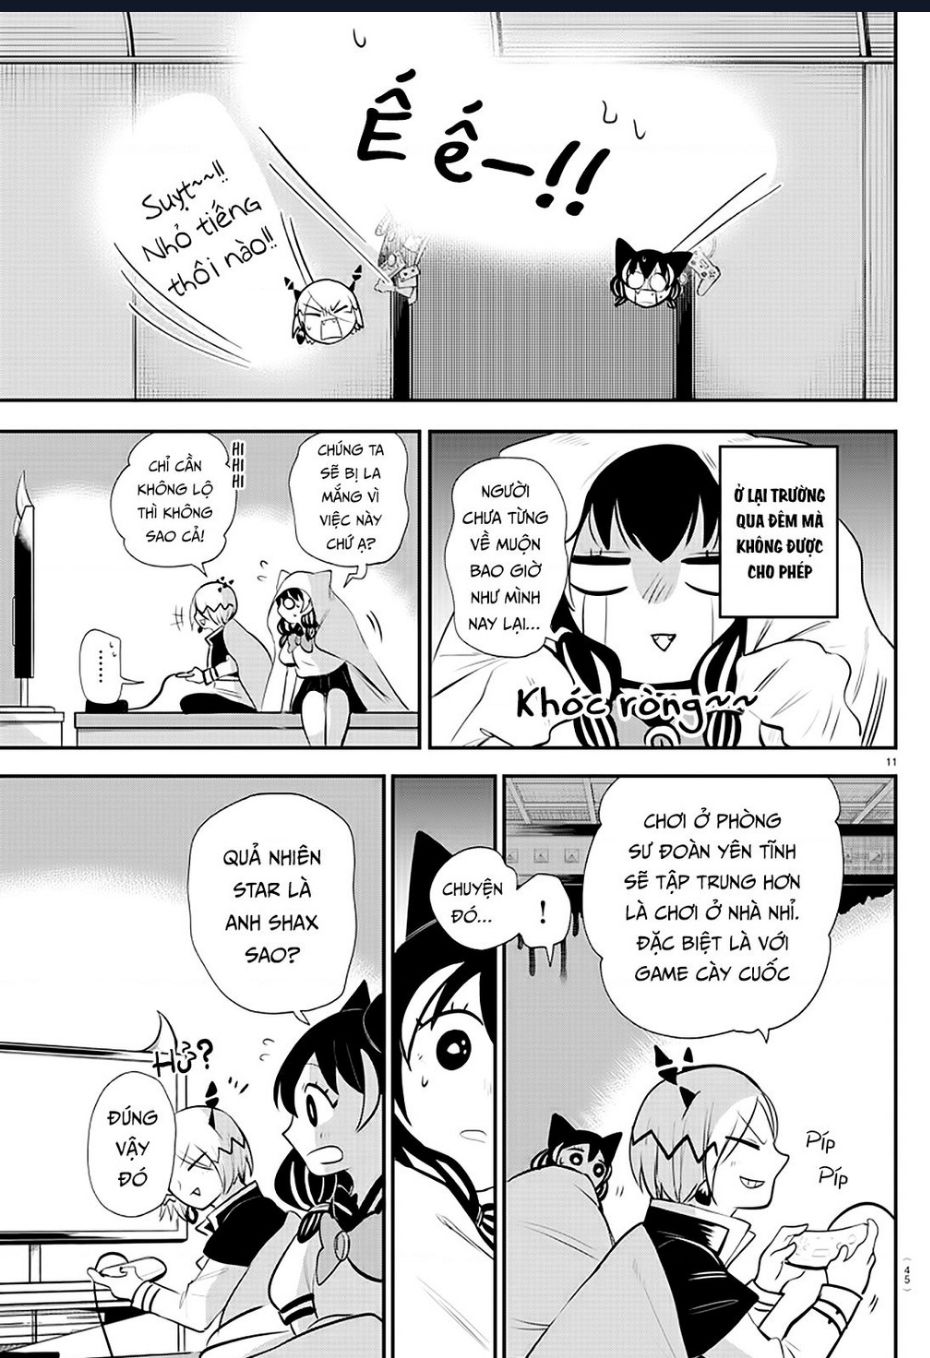 Ế ế—!!
Suỵt~~!!
Nhỏ tiếng
thôi nào!!
Ở LẠI TRƯỜNG
QUA ĐÊM MÀ
KHÔNG ĐƯỢC
CHO PHÉP
NGƯỜI
CHƯA TỪNG
VỀ MUỘN
BAO GIỜ
NHƯ MÌNH
NAY LẠI...
Khóc ròng~~
CHÚNG TA
SẼ BỊ LA
MẮNG VÌ
VIỆC NÀY
CHỨ Ạ?
HI
HI
HI
CHỈ CẦN
KHÔNG LỘ
THÌ KHÔNG
SAO CẢ!
......
11
CHƠI Ở PHÒNG
SƯ ĐOÀN YÊN TĨNH
SẼ TẬP TRUNG HƠN
LÀ CHƠI Ở NHÀ NHỈ.
ĐẶC BIỆT LÀ VỚI
GAME CÀY CUỐC
!
Píp
Píp
CHUYỆN
ĐÓ...
QUẢ NHIÊN
STAR LÀ
ANH SHAX
SAO?
Hử?
ĐÚNG
VẬY
ĐÓ
(45)